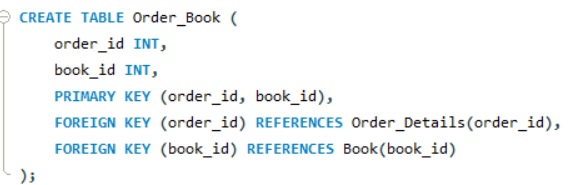 CREATE TABLE Order_Book (
order_id INT,
book_id INT,
PRIMARY KEY (order_id, book_id),
FOREIGN KEY (order_id) REFERENCES Order_Details(order_id),
FOREIGN KEY (book_id) REFERENCES Book(book_id)
);